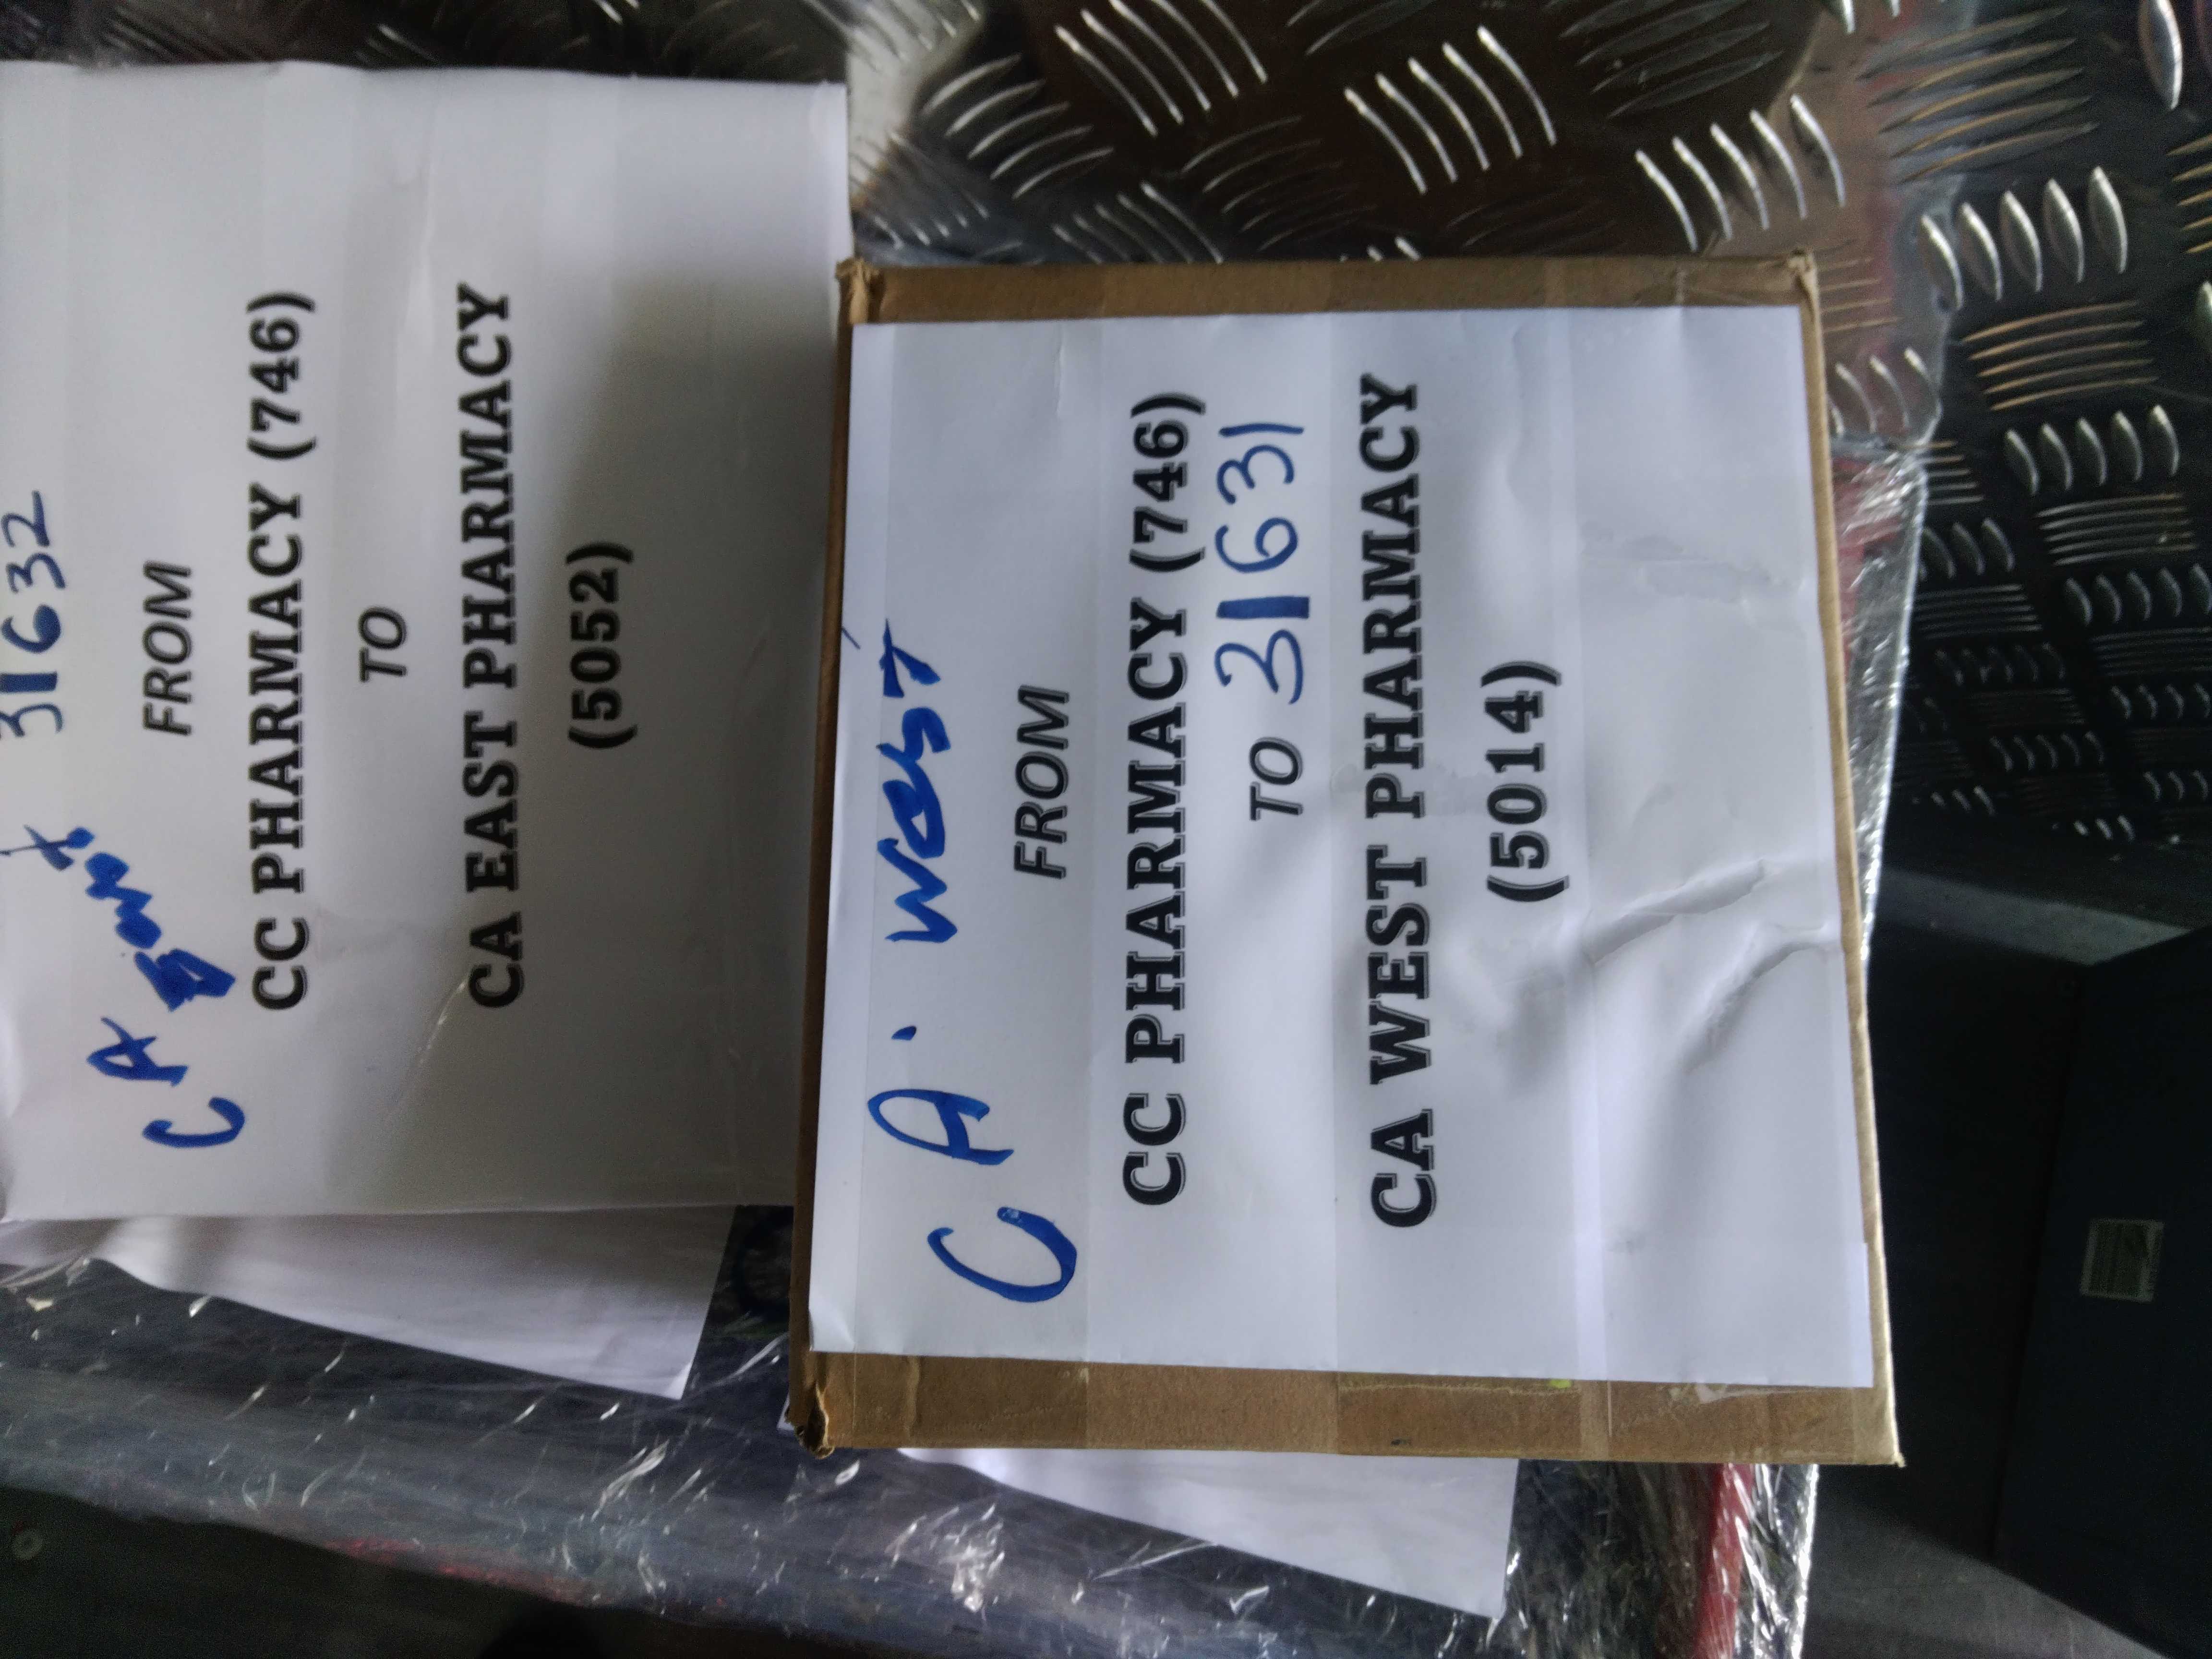 31632
CA East
FROM
CC PHARMACY (746)
TO
CA EAST PHARMACY
(5052)
CA. West
FROM
CC PHARMACY (746)
TO 31631
CA WEST PHARMACY
(5014)